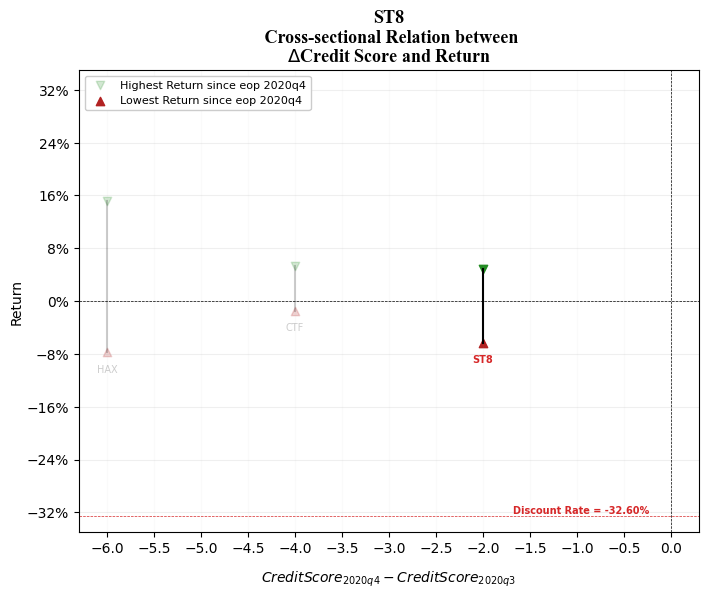 ST8
Cross-sectional Relation between
ΔCredit Score and Return
Highest Return since eop 2020q4
Lowest Return since eop 2020q4
32%
24%
16%
8%
0%
−8%
−16%
−24%
−32%
Return
HAX
CTF
ST8
Discount Rate = -32.60%
−6.0 −5.5 −5.0 −4.5 −4.0 −3.5 −3.0 −2.5 −2.0 −1.5 −1.0 −0.5 0.0
CreditScore2020q4 − CreditScore2020q3